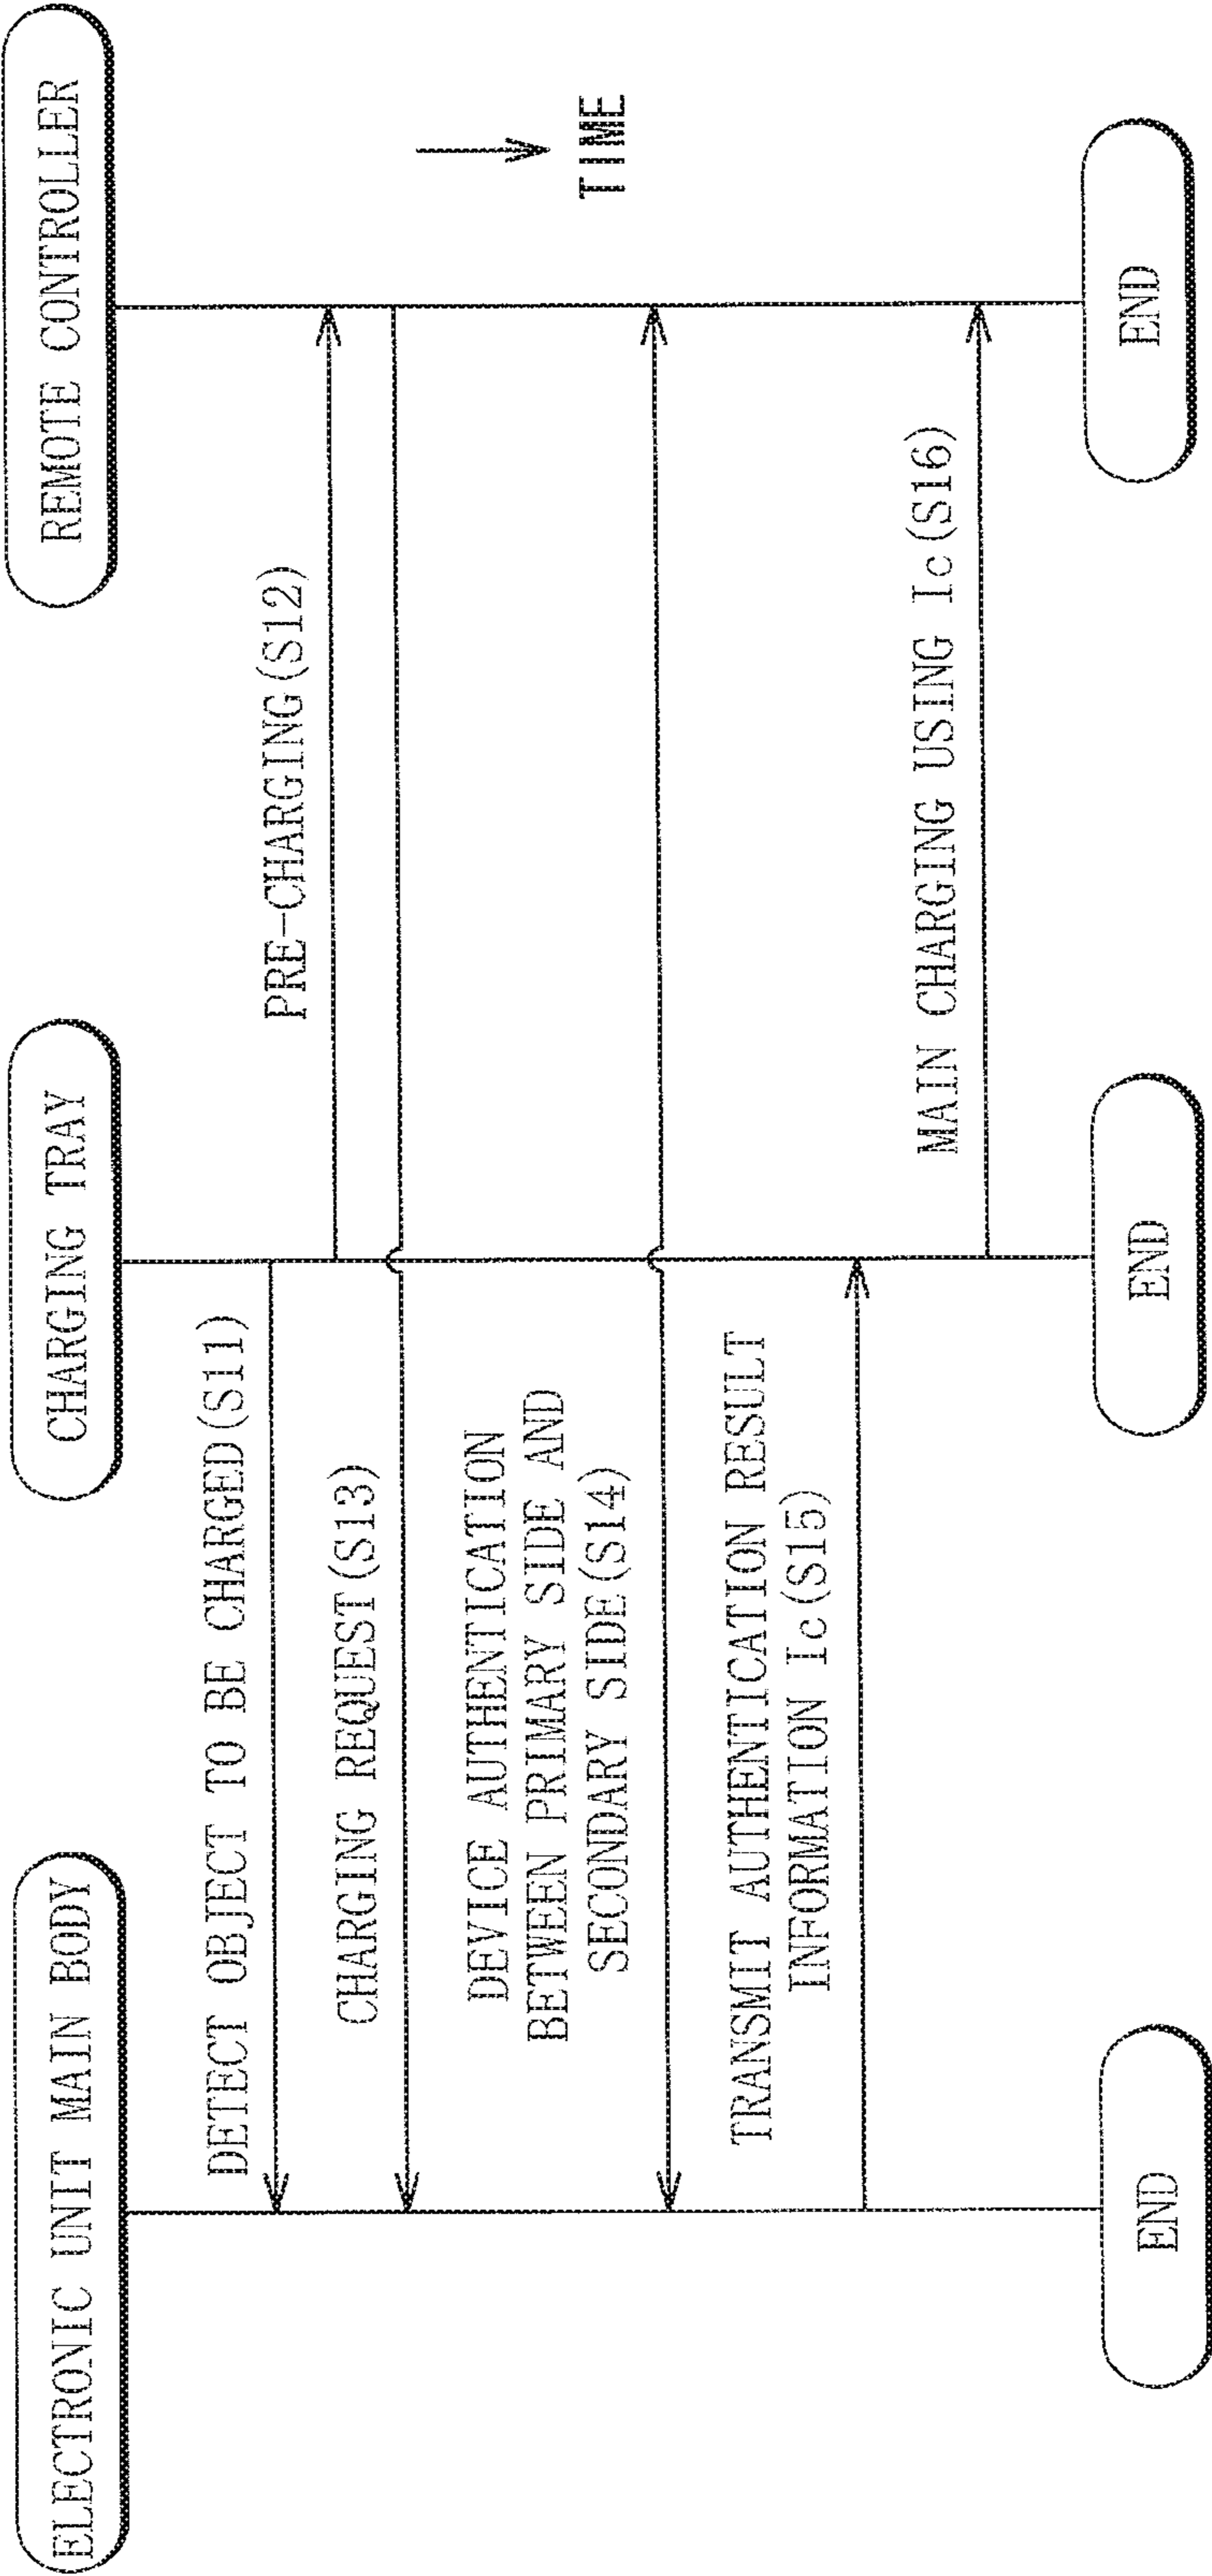 ELECTRONIC UNIT MAIN BODY
CHARGING TRAY
REMOTE CONTROLLER
DETECT OBJECT TO BE CHARGED(S11)
PRE-CHARGING(S12)
CHARGING REQUEST(S13)
TIME
DEVICE AUTHENTICATION
BETWEEN PRIMARY SIDE AND
SECONDARY SIDE(S14)
TRANSMIT AUTHENTICATION RESULT
INFORMATION Ic(S15)
MAIN CHARGING USING Ic(S16)
END
END
END